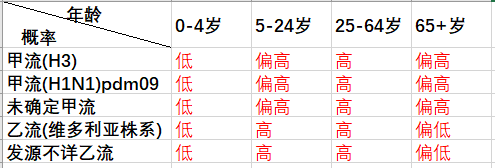 年龄
概率 0-4岁 5-24岁 25-64岁 65+岁
甲流(H3) 低 偏高 高 偏高
甲流(H1N1)pdm09 低 偏高 高 偏高
未确定甲流 低 偏高 高 偏高
乙流(维多利亚株系) 低 高 高 偏低
发源不详乙流 低 高 高 偏低